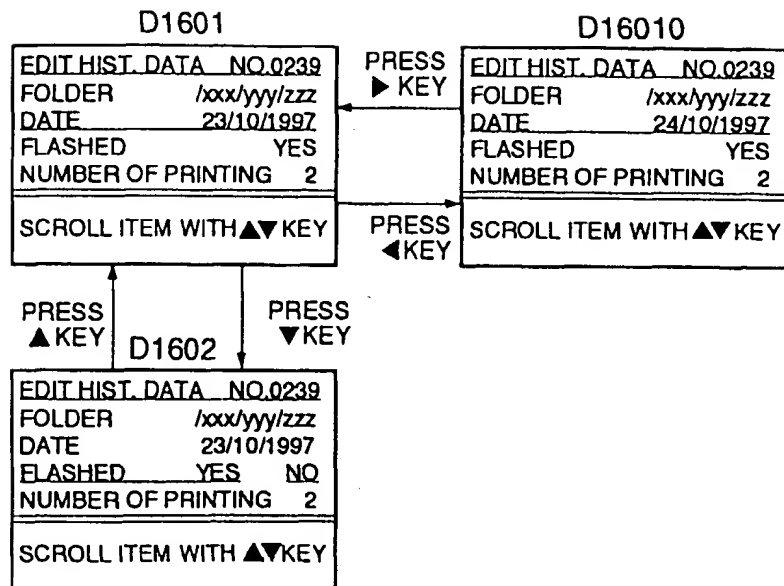 D1601
EDIT HIST. DATA NO.0239
FOLDER /xxx/yyy/zzz
DATE 23/10/1997
FLASHED YES
NUMBER OF PRINTING 2
SCROLL ITEM WITH ▲▼ KEY
PRESS
▶ KEY
PRESS
◀ KEY
D16010
EDIT HIST. DATA NO.0239
FOLDER /xxx/yyy/zzz
DATE 24/10/1997
FLASHED YES
NUMBER OF PRINTING 2
SCROLL ITEM WITH ▲▼ KEY
PRESS
▲ KEY
PRESS
▼ KEY
D1602
EDIT HIST. DATA NO.0239
FOLDER /xxx/yyy/zzz
DATE 23/10/1997
FLASHED YES NO
NUMBER OF PRINTING 2
SCROLL ITEM WITH ▲▼ KEY